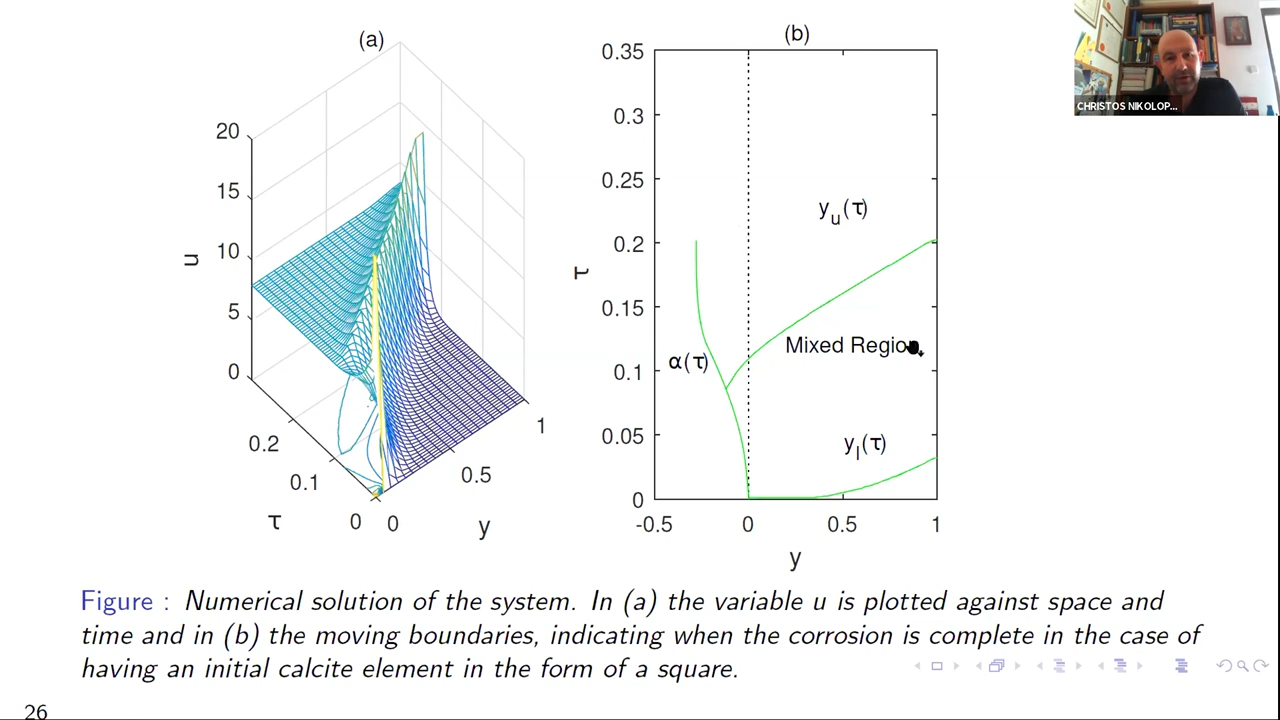 (a)
20
15
10
5
0
u
0.2
0.1
0
τ
0
0.5
1
y
(b)
0.35
0.3
0.25
0.2
0.15
0.1
0.05
0
τ
yu(τ)
Mixed Region
α(τ)
yl(τ)
-0.5
0
0.5
1
y
CHRISTOS NIKOLOP...
Figure : Numerical solution of the system. In (a) the variable u is plotted against space and
time and in (b) the moving boundaries, indicating when the corrosion is complete in the case of
having an initial calcite element in the form of a square.
26